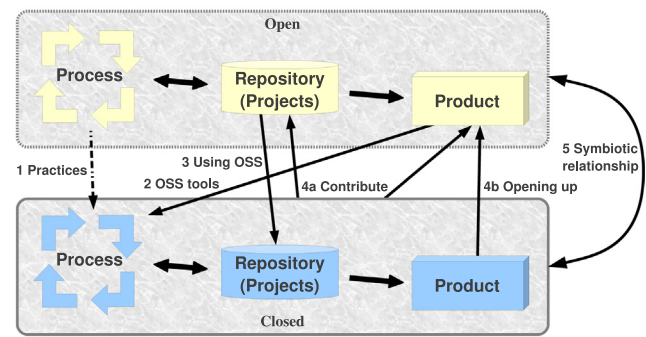 Open
Process
Repository
(Projects)
Product
1 Practices
3 Using OSS
2 OSS tools
4a Contribute
4b Opening up
5 Symbiotic
relationship
Process
Repository
(Projects)
Product
Closed